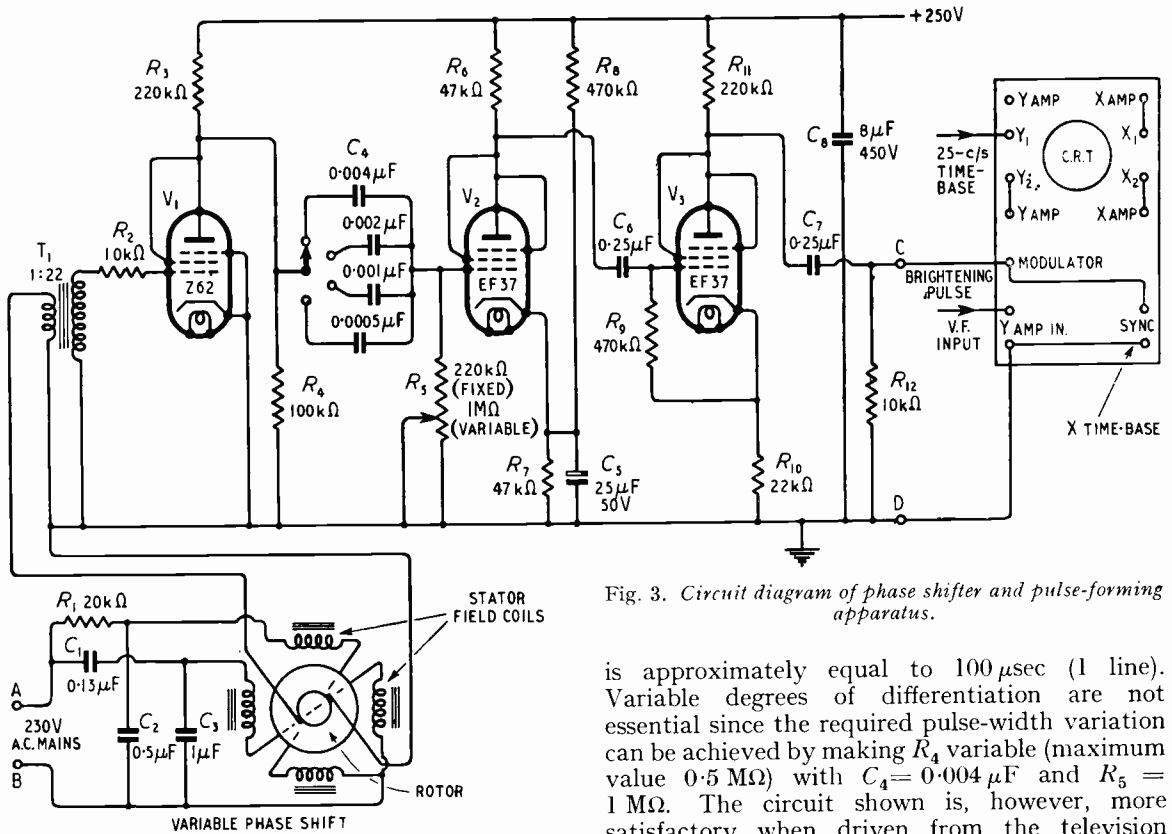 +250V
R3
220kΩ
R6
47kΩ
R8
470kΩ
R11
220kΩ
C8
8μF
450V
Y AMP
X AMP
Y1
X1
25-c/s
TIME-
BASE
C.R.T
Y2
X2
Y AMP
X AMP
C4
0·004μF
0·002μF
0·001μF
0·0005μF
V1
V2
V3
C6
0·25μF
C7
0·25μF
C
MODULATOR
BRIGHTENING
PULSE
V.F.
INPUT
Y AMP IN.
SYNC
T1
1:22
R2
10kΩ
Z62
EF37
EF37
R9
470kΩ
R4
100kΩ
R5
220kΩ
(FIXED)
1MΩ
(VARIABLE)
R12
10kΩ
X TIME-BASE
R7
47kΩ
C5
25μF
50V
R10
22kΩ
D
R1 20kΩ
STATOR
FIELD COILS
C1
0·13μF
A
230V
A.C. MAINS
B
C2
0·5μF
C3
1μF
ROTOR
VARIABLE PHASE SHIFT
Fig. 3. Circuit diagram of phase shifter and pulse-forming
apparatus.
is approximately equal to 100 μsec (1 line).
Variable degrees of differentiation are not
essential since the required pulse-width variation
can be achieved by making R4 variable (maximum
value 0·5 MΩ) with C4 = 0·004 μF and R5 =
1 MΩ. The circuit shown is, however, more
satisfactory when driven from the television